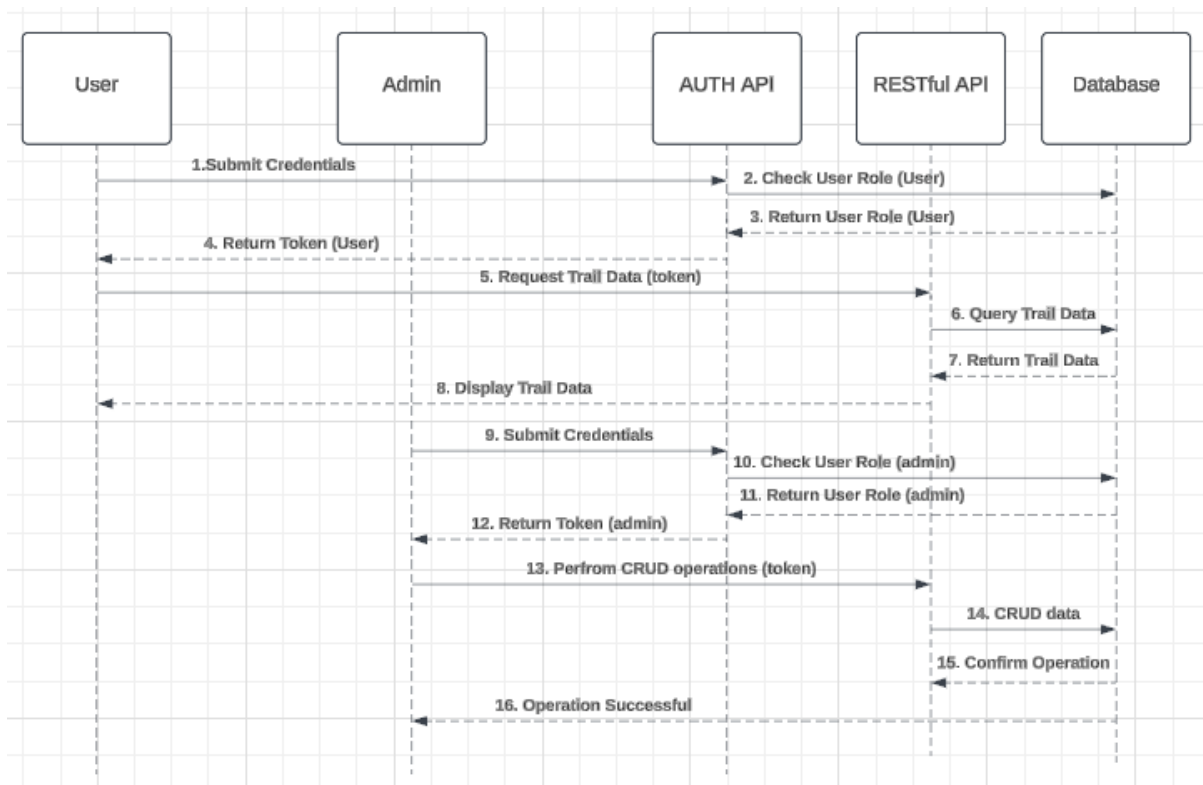 User
Admin
AUTH API
RESTful API
Database
1.Submit Credentials
2. Check User Role (User)
3. Return User Role (User)
4. Return Token (User)
5. Request Trail Data (token)
6. Query Trail Data
7. Return Trail Data
8. Display Trail Data
9. Submit Credentials
10. Check User Role (admin)
11. Return User Role (admin)
12. Return Token (admin)
13. Perfrom CRUD operations (token)
14. CRUD data
15. Confirm Operation
16. Operation Successful